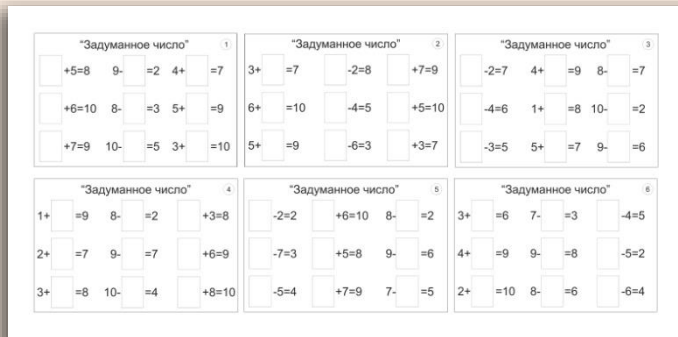 "Задуманное число" 1
+5=8 9- =2 4+ =7
+6=10 8- =3 5+ =9
+7=9 10- =5 3+ =10
"Задуманное число" 2
3+ =7 -2=8 +7=9
6+ =10 -4=5 +5=10
5+ =9 -6=3 +3=7
"Задуманное число" 3
-2=7 4+ =9 8- =7
-4=6 1+ =8 10- =2
-3=5 5+ =7 9- =6
"Задуманное число" 4
1+ =9 8- =2 +3=8
2+ =7 9- =7 +6=9
3+ =8 10- =4 +8=10
"Задуманное число" 5
-2=2 +6=10 8- =2
-7=3 +5=8 9- =6
-5=4 +7=9 7- =5
"Задуманное число" 6
3+ =6 7- =3 -4=5
4+ =9 9- =8 -5=2
2+ =10 8- =6 -6=4